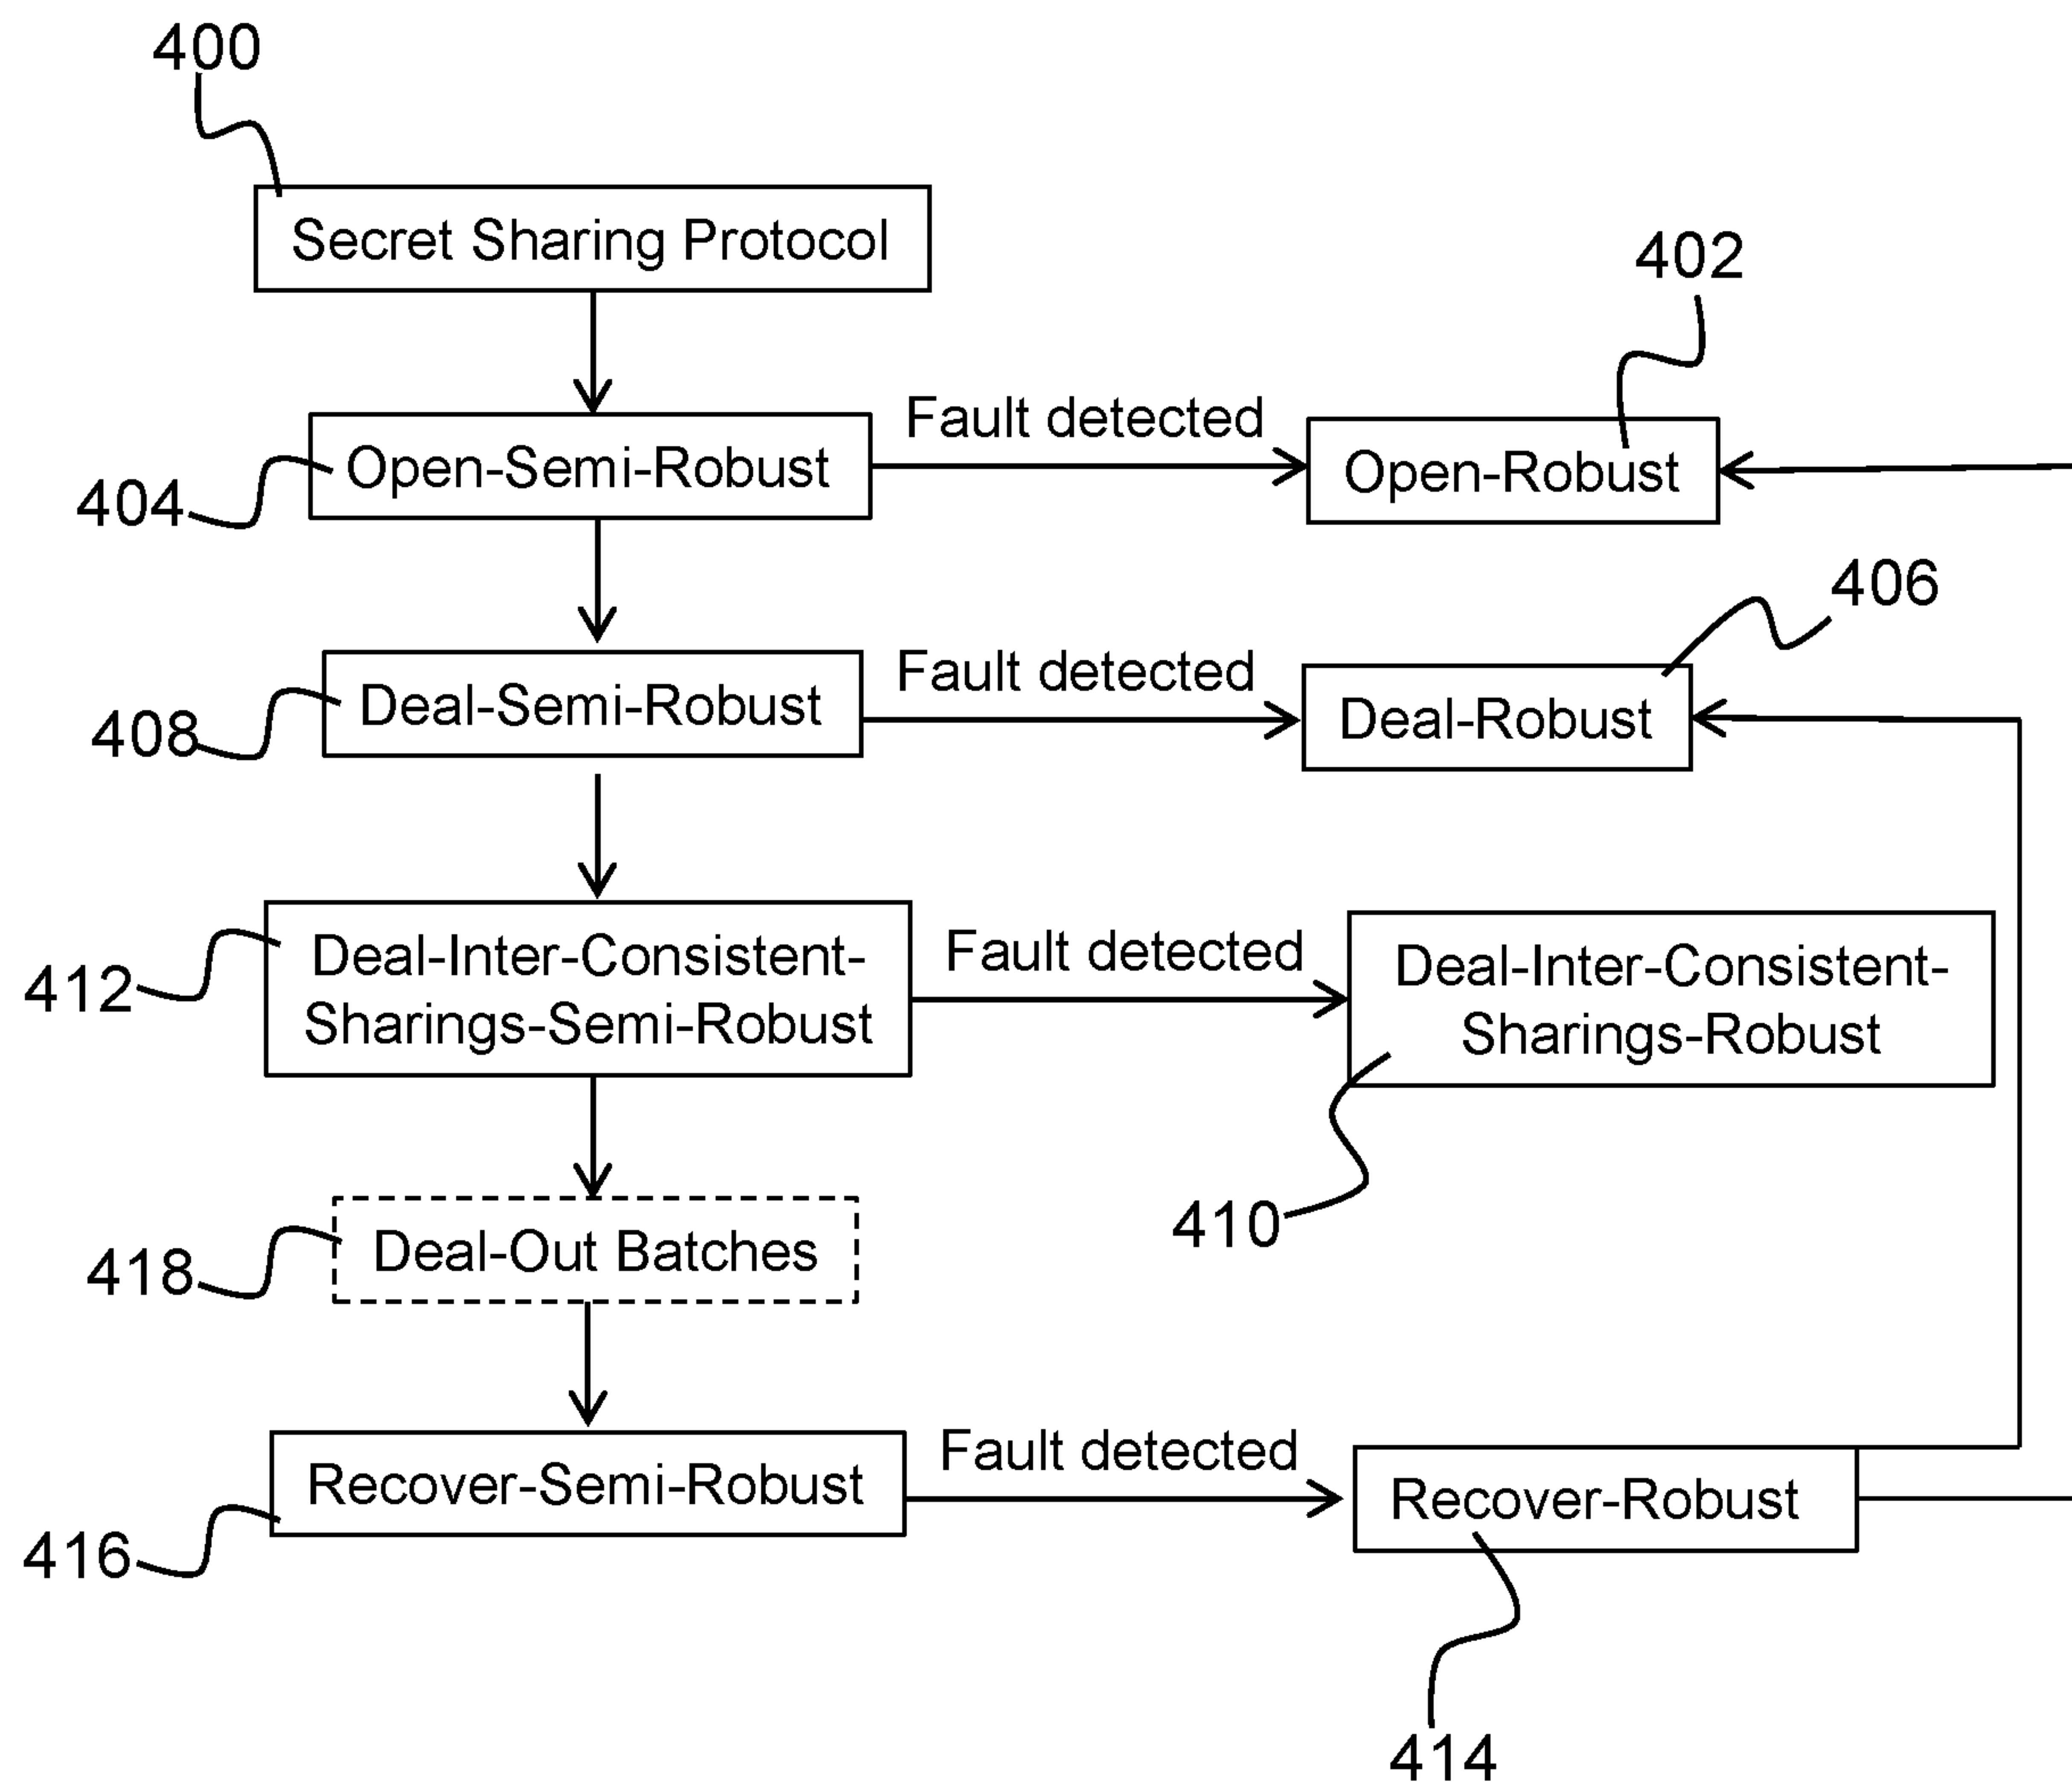 400
Secret Sharing Protocol
402
Fault detected
Open-Semi-Robust
Open-Robust
404
406
Fault detected
Deal-Semi-Robust
Deal-Robust
408
Deal-Inter-Consistent-
Sharings-Semi-Robust
Fault detected
Deal-Inter-Consistent-
Sharings-Robust
412
410
Deal-Out Batches
418
Fault detected
Recover-Semi-Robust
Recover-Robust
416
414